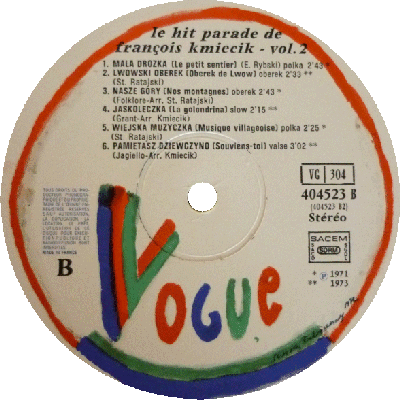 le hit parade de
françois kmiecik - vol.2
1. MALA DROZKA (Le petit sentier) (E. Rybski) polka 2'43 *
2. LWOWSKI OBEREK (Oberek de Lwow) oberek 2'33 **
(St. Ratajski)
3. NASZE GORY (Nos montagnes) oberek 2'43 *
(Folklore-Arr. St. Ratajski)
4. JASKOLECZKA (La golondrina) slow 2'15
(Grant-Arr. Kmiecik)
5. WIEJSKA MUZYCZKA (Musique villageoise) polka 2'25 *
(St. Ratajski)
6. PAMIETASZ DZIEWCZYNO (Souviens-toi) valse 3'02
(Jagiello-Arr. Kmiecik)
VG 304
404523 B
(404523 B)
Stéréo
SACEM
SDRM
* ℗ 1971
** 1973
MADE IN FRANCE
B
VOGUE